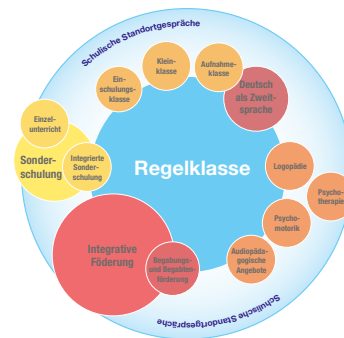 Schulische Standortgespräche
Klein-
klasse
Aufnahme-
klasse
Ein-
schulungs-
klasse
Deutsch
als Zweit-
sprache
Einzel-
unterricht
Sonder-
schulung
Integrierte
Sonder-
schulung
Regelklasse
Logopädie
Psycho-
therapie
Psycho-
motorik
Audiopäda-
gogische
Angebote
Integrative
Föderung
Begabungs-
und Begabten-
förderung
Schulische Standortgespräche